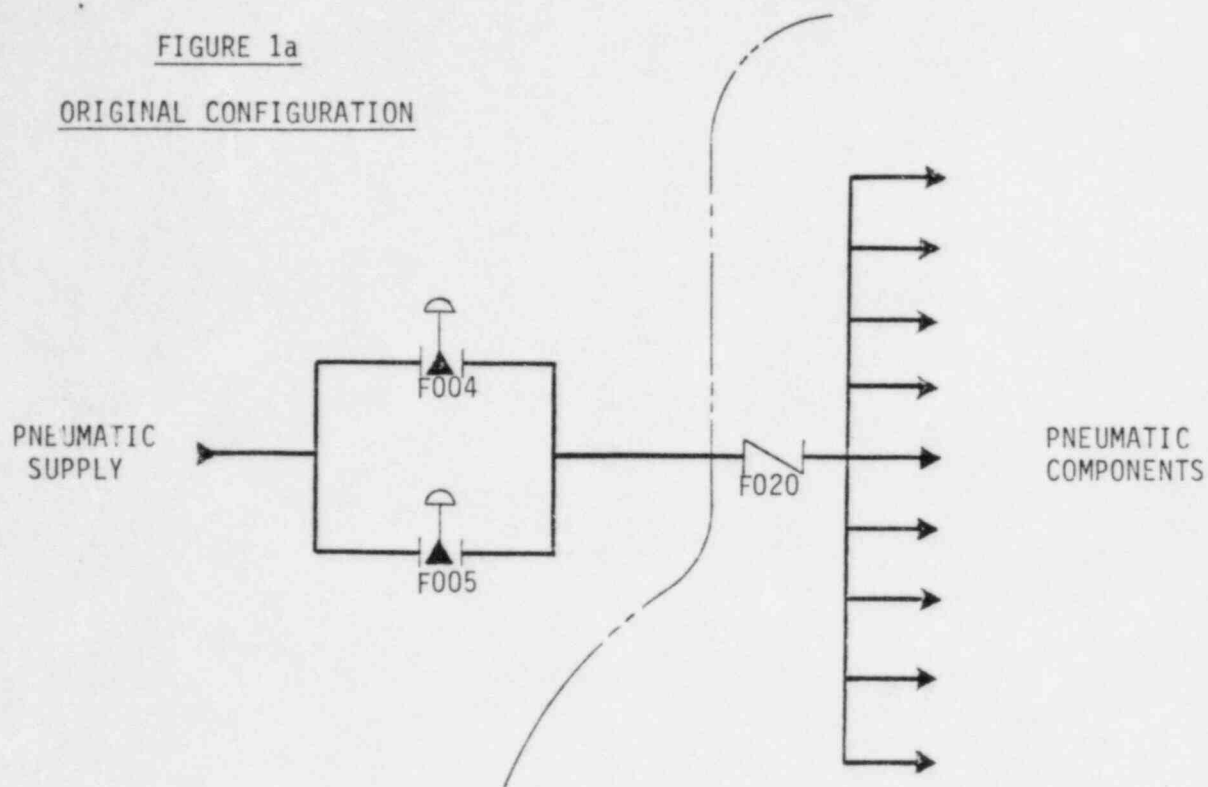 FIGURE 1a
ORIGINAL CONFIGURATION
F004
PNEUMATIC
SUPPLY
F005
F020
PNEUMATIC
COMPONENTS